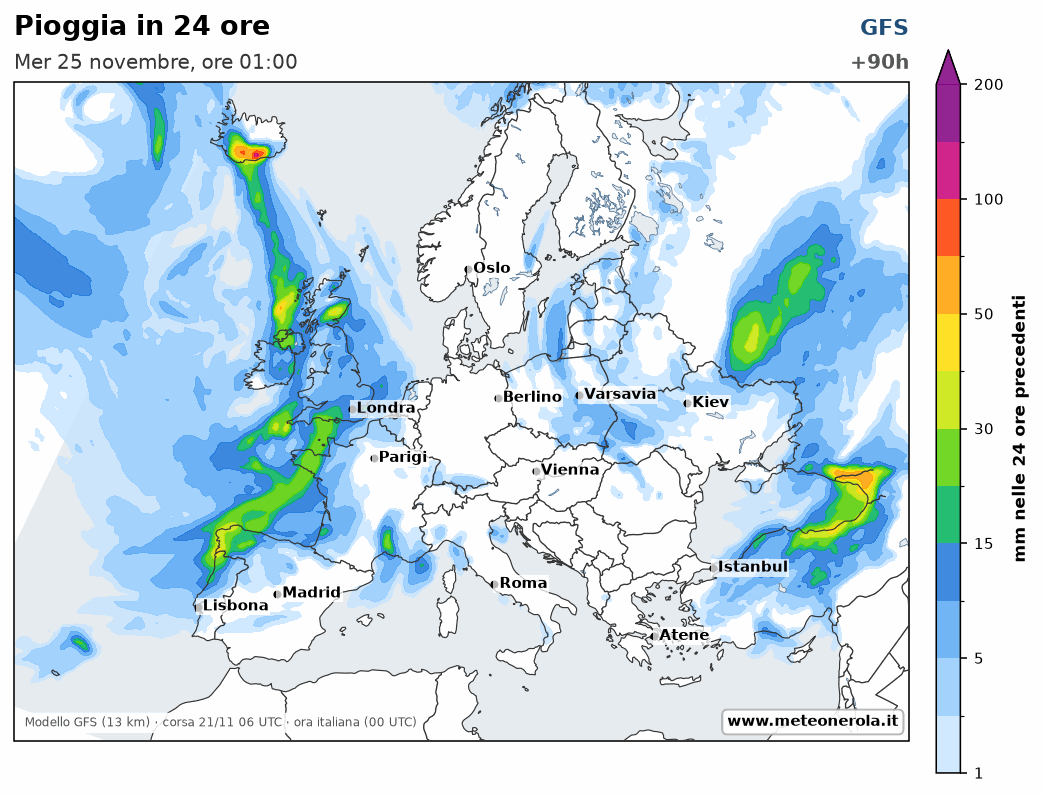 Pioggia in 24 ore
GFS
Mer 25 novembre, ore 01:00
+90h
200
100
50
30
15
5
1
mm nelle 24 ore precedenti
Oslo
Londra
Berlino
Varsavia
Kiev
Parigi
Vienna
Istanbul
Roma
Madrid
Lisbona
Atene
Modello GFS (13 km) · corsa 21/11 06 UTC · ora italiana (00 UTC)
www.meteonerola.it